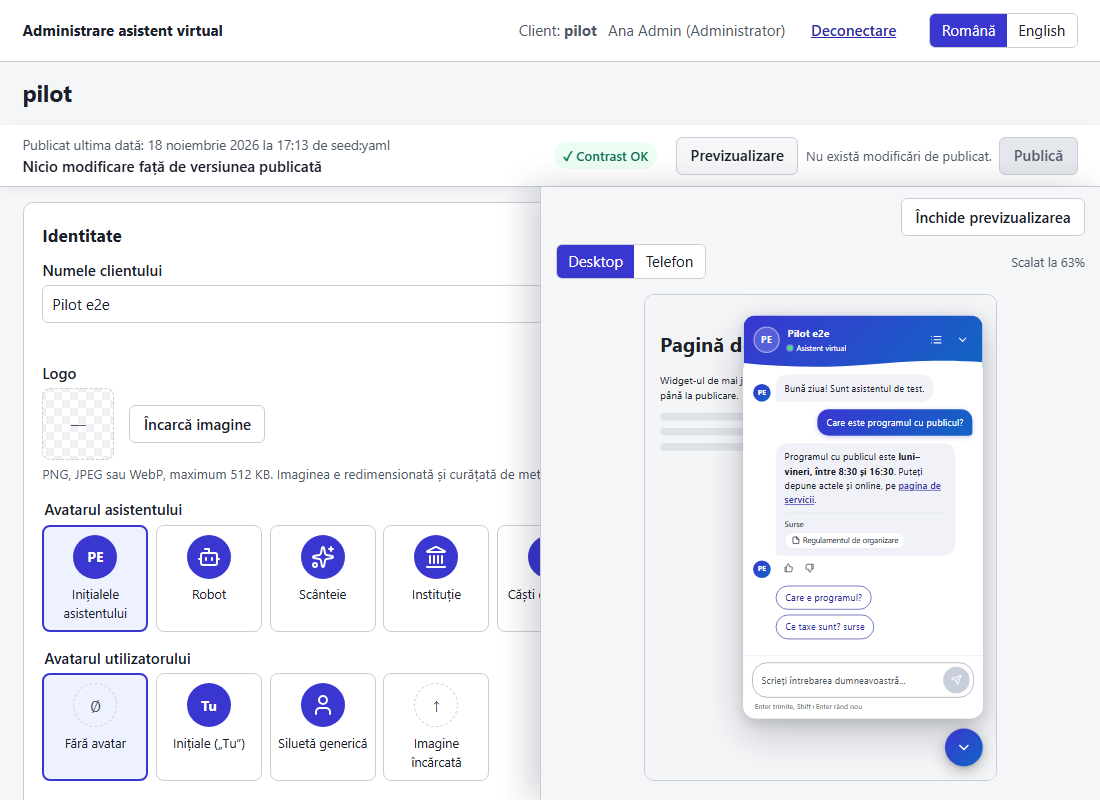 Administrare asistent virtual
Client: pilot Ana Admin (Administrator) Deconectare Română English
pilot
Publicat ultima dată: 18 noiembrie 2026 la 17:13 de seed:yaml
Nicio modificare față de versiunea publicată
✓ Contrast OK Previzualizare Nu există modificări de publicat. Publică
Identitate
Numele clientului
Pilot e2e
Logo
—
Încarcă imagine
PNG, JPEG sau WebP, maximum 512 KB. Imaginea e redimensionată și curățată de met
Avatarul asistentului
PE
Inițialele
asistentului
Robot
Scânteie
Instituție
Căști
Avatarul utilizatorului
Ø
Fără avatar
Tu
Inițiale („Tu”)
Siluetă generică
↑
Imagine
încărcată
Închide previzualizarea
Desktop Telefon
Scalat la 63%
Pagină d
Widget-ul de mai j
până la publicare.
PE
Pilot e2e
Asistent virtual
PE
Bună ziua! Sunt asistentul de test.
Care este programul cu publicul?
Programul cu publicul este luni–
vineri, între 8:30 și 16:30. Puteți
depune actele și online, pe pagina de
servicii.
Surse
Regulamentul de organizare
PE
Care e programul?
Ce taxe sunt? surse
Scrieți întrebarea dumneavoastră…
Enter trimite, Shift+Enter rând nou